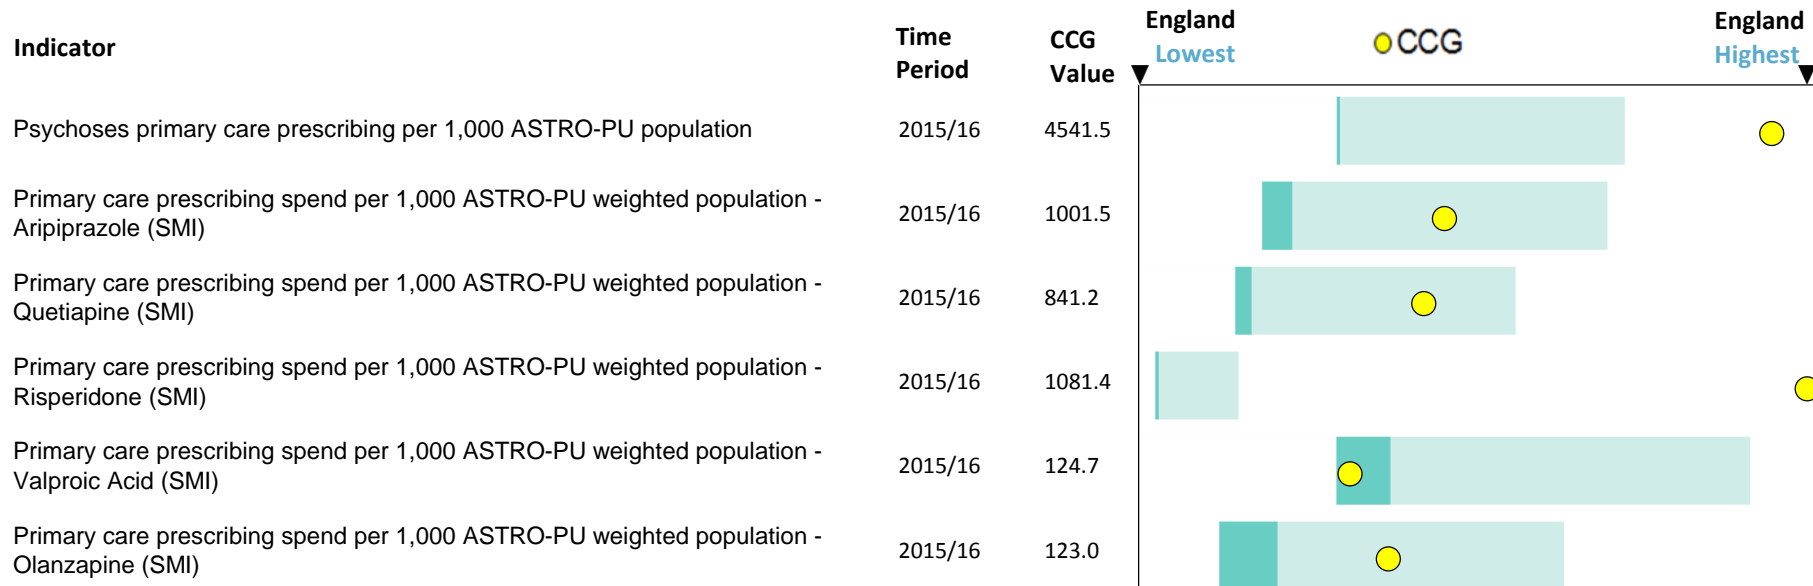 Indicator
Time Period
CCG Value
England Lowest
CCG
England Highest
Psychoses primary care prescribing per 1,000 ASTRO-PU population
2015/16
4541.5
Primary care prescribing spend per 1,000 ASTRO-PU weighted population -
Aripiprazole (SMI)
2015/16
1001.5
Primary care prescribing spend per 1,000 ASTRO-PU weighted population -
Quetiapine (SMI)
2015/16
841.2
Primary care prescribing spend per 1,000 ASTRO-PU weighted population -
Risperidone (SMI)
2015/16
1081.4
Primary care prescribing spend per 1,000 ASTRO-PU weighted population -
Valproic Acid (SMI)
2015/16
124.7
Primary care prescribing spend per 1,000 ASTRO-PU weighted population -
Olanzapine (SMI)
2015/16
123.0